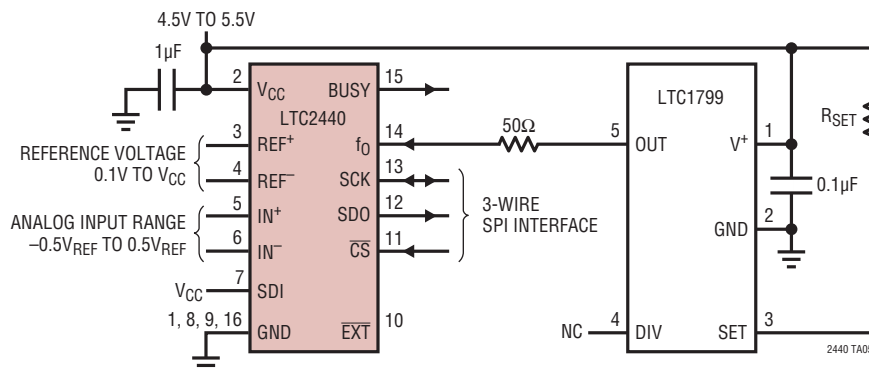 4.5V TO 5.5V
1µF
2
VCC
BUSY
15
LTC2440
3
REF+
fO
14
50Ω
5
OUT
LTC1799
V+
1
RSET
REFERENCE VOLTAGE
0.1V TO VCC
4
REF–
SCK
13
0.1µF
ANALOG INPUT RANGE
–0.5VREF TO 0.5VREF
5
IN+
SDO
12
3-WIRE
SPI INTERFACE
GND
2
6
IN–
CS
11
VCC
7
SDI
1, 8, 9, 16
GND
EXT
10
NC
4
DIV
SET
3